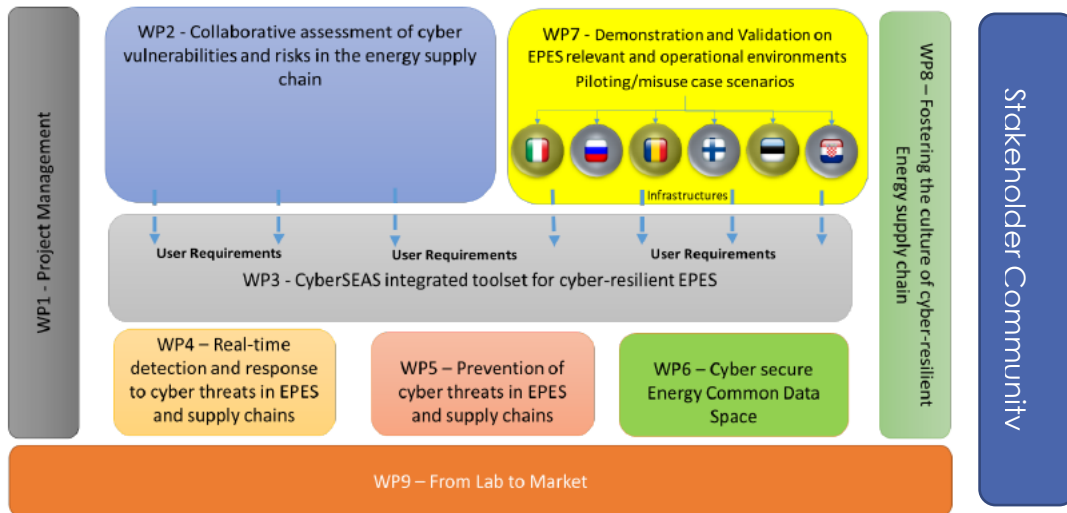 WP1 - Project Management
WP2 - Collaborative assessment of cyber
vulnerabilities and risks in the energy supply
chain
WP7 - Demonstration and Validation on
EPES relevant and operational environments
Piloting/misuse case scenarios
Infrastructures
User Requirements
User Requirements
User Requirements
WP3 - CyberSEAS integrated toolset for cyber-resilient EPES
WP4 – Real-time
detection and response
to cyber threats in EPES
and supply chains
WP5 - Prevention of
cyber threats in EPES
and supply chains
WP6 – Cyber secure
Energy Common Data
Space
WP8 – Fostering the culture of cyber-resilient
Energy supply chain
Stakeholder Community
WP9 – From Lab to Market